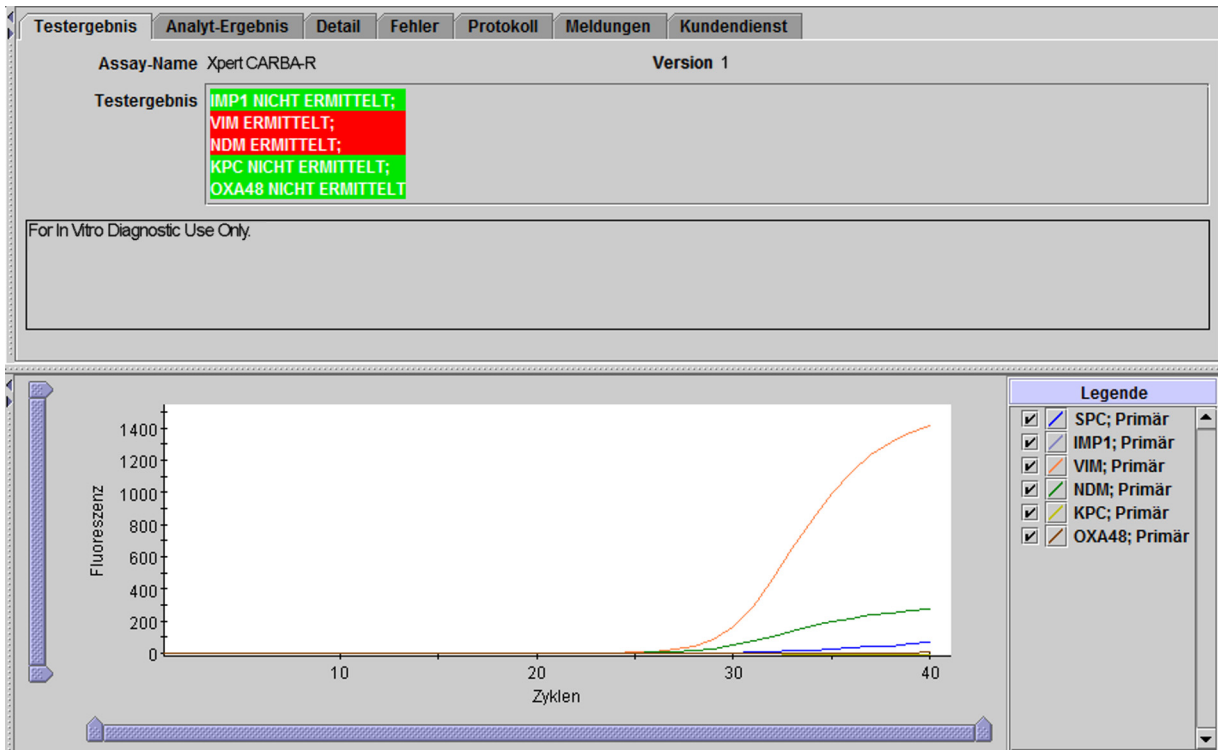 Testergebnis Analyt-Ergebnis Detail Fehler Protokoll Meldungen Kundendienst
Assay-Name Xpert CARBA-R Version 1
Testergebnis IMP1 NICHT ERMITTELT;
VIM ERMITTELT;
NDM ERMITTELT;
KPC NICHT ERMITTELT;
OXA48 NICHT ERMITTELT
For In Vitro Diagnostic Use Only.
Legende
SPC; Primär
IMP1; Primär
VIM; Primär
NDM; Primär
KPC; Primär
OXA48; Primär
Fluoreszenz
1400
1200
1000
800
600
400
200
0
10 20 30 40
Zyklen